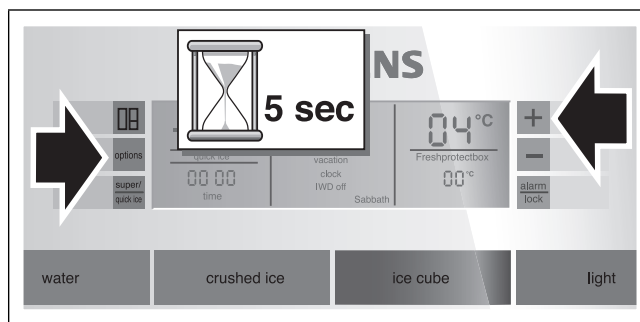 NS
5 sec
04 °C
+
options
quick ice
vacation
Freshprotectbox
−
super/
quick ice
00 00
clock
00 °C
alarm
lock
time
IWD off
Sabbath
water
crushed ice
ice cube
light